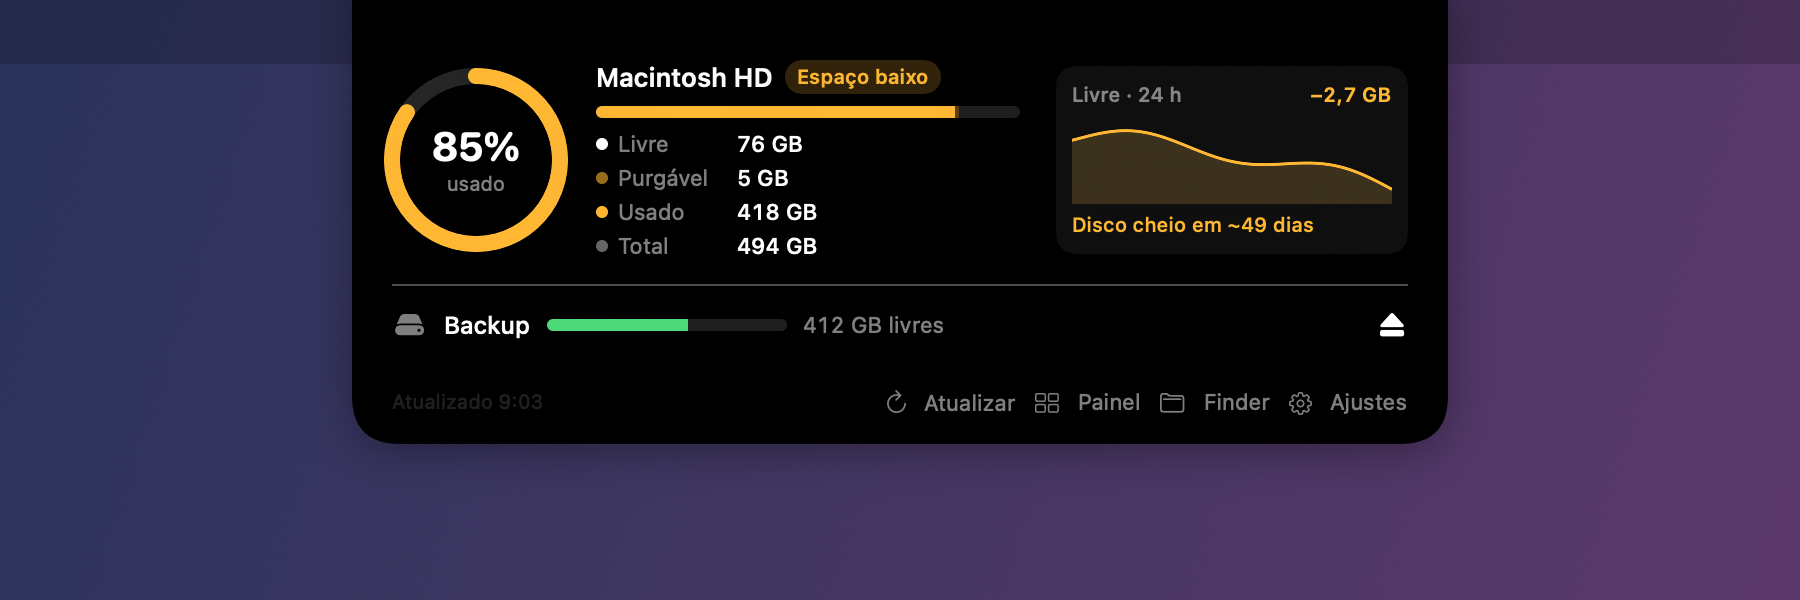 85%
usado
Macintosh HD
Espaço baixo
Livre 76 GB
Purgável 5 GB
Usado 418 GB
Total 494 GB
Livre · 24 h −2,7 GB
Disco cheio em ~49 dias
Backup 412 GB livres
Atualizado 9:03
Atualizar Painel Finder Ajustes